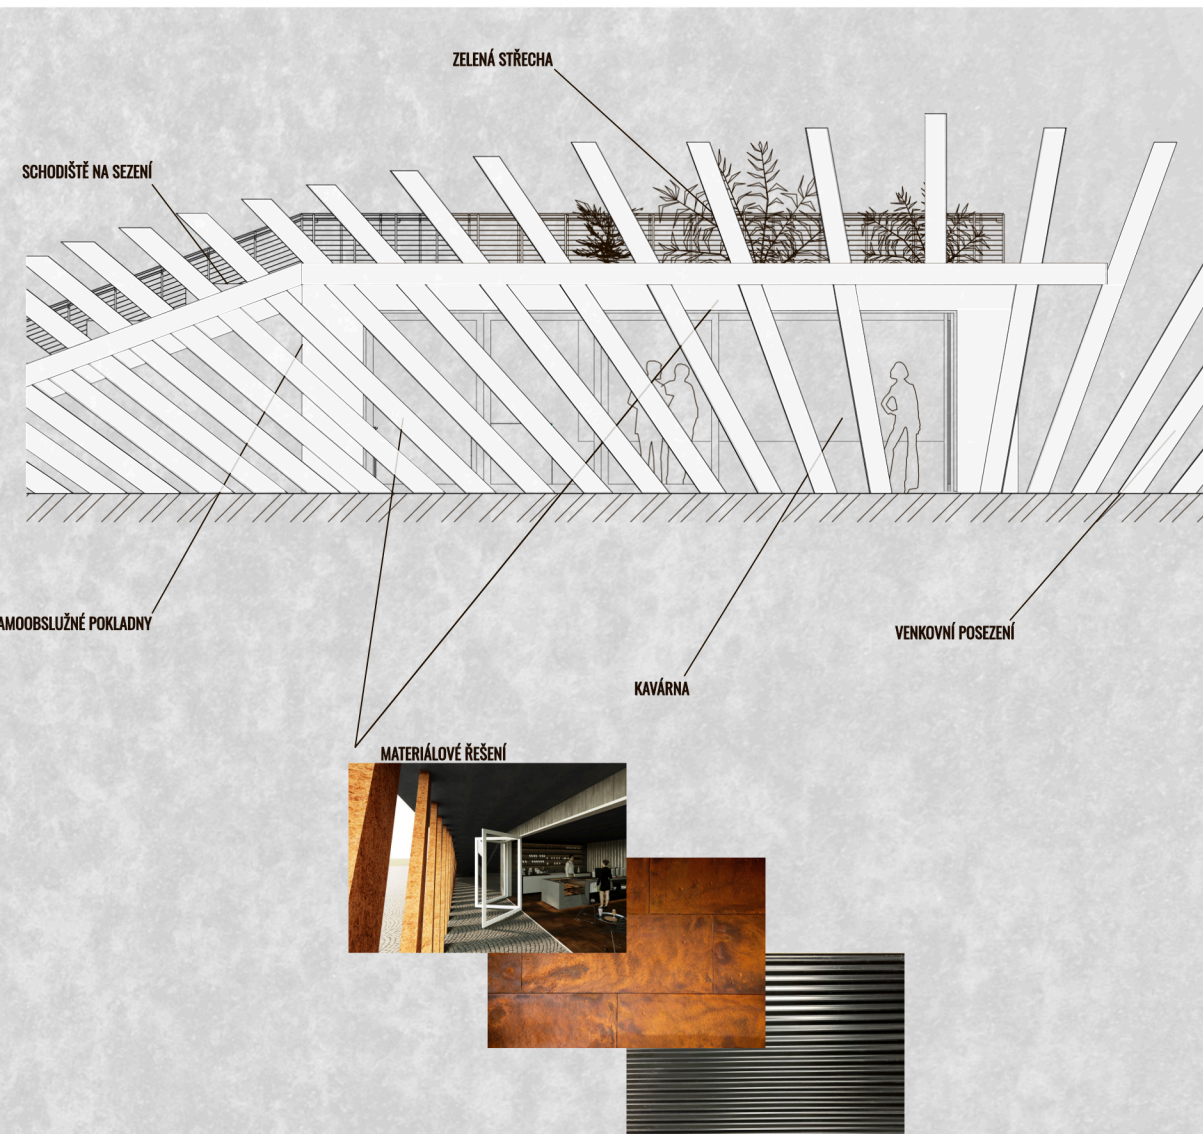 ZELENÁ STŘECHA
SCHODIŠTĚ NA SEZENÍ
AMOOBSLUŽNÉ POKLADNY
VENKOVNÍ POSEZENÍ
KAVÁRNA
MATERIÁLOVÉ ŘEŠENÍ